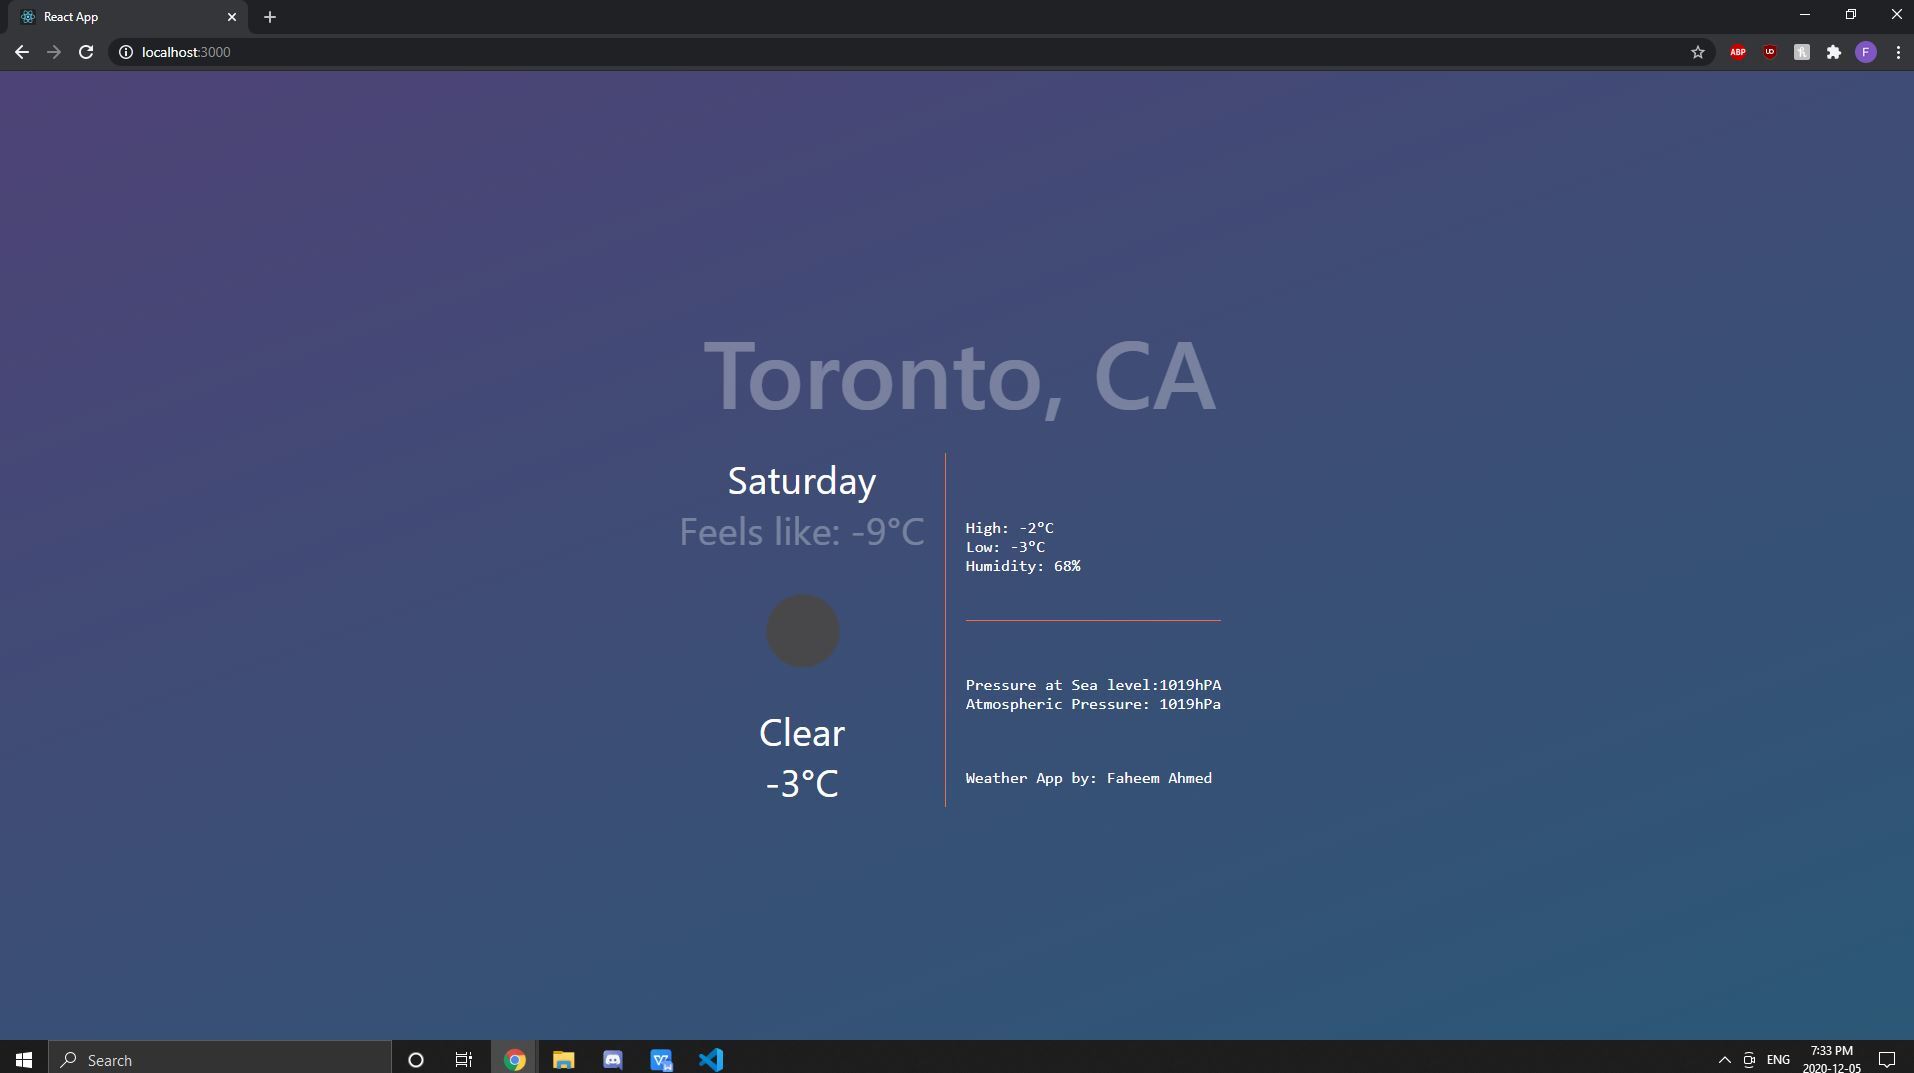 React App
localhost:3000
ABP
UD
F
Toronto, CA
Saturday
Feels like: -9°C
Clear
-3°C
High: -2°C
Low: -3°C
Humidity: 68%
Pressure at Sea level:1019hPA
Atmospheric Pressure: 1019hPa
Weather App by: Faheem Ahmed
Search
ENG
7:33 PM
2020-12-05